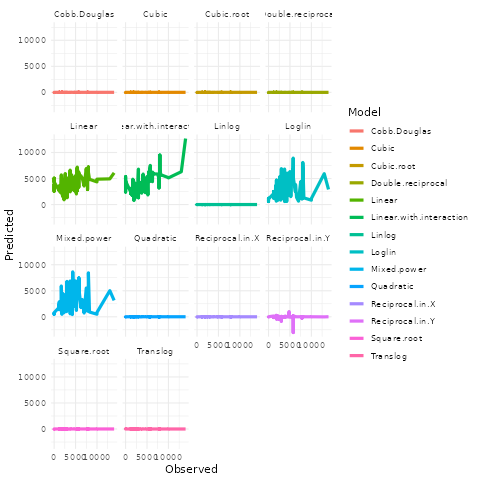 Cobb.Douglas Cubic Cubic.root Double.reciprocal
10000
5000
0
Linear ear.with.interact Linlog Loglin
10000
5000
0
Mixed.power Quadratic Reciprocal.in.X Reciprocal.in.Y
10000
5000
0
0 5000 10000 0 5000 10000
Square.root Translog
10000
5000
0
0 5000 10000 0 5000 10000
Observed
Predicted
Model
Cobb.Douglas
Cubic
Cubic.root
Double.reciprocal
Linear
Linear.with.interaction
Linlog
Loglin
Mixed.power
Quadratic
Reciprocal.in.X
Reciprocal.in.Y
Square.root
Translog